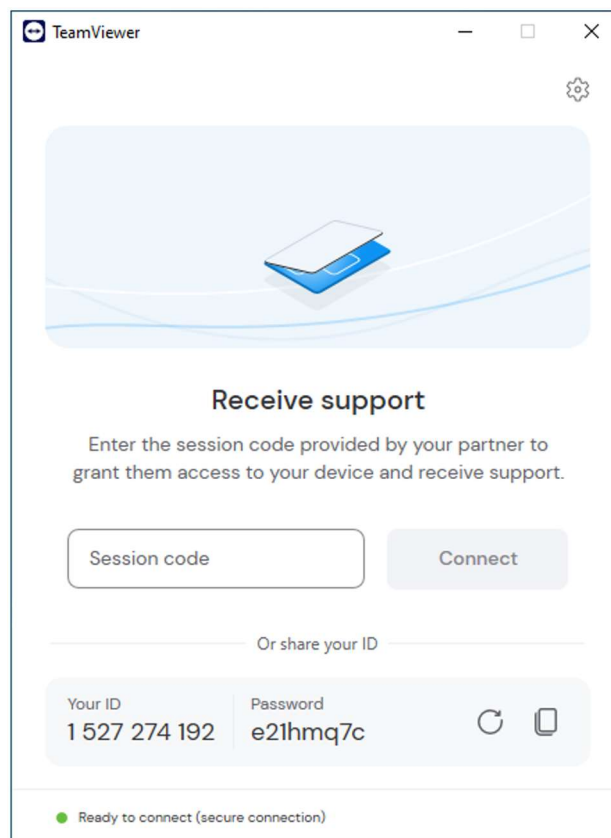 TeamViewer
Receive support
Enter the session code provided by your partner to
grant them access to your device and receive support.
Session code
Connect
Or share your ID
Your ID
Password
1 527 274 192
e21hmq7c
Ready to connect (secure connection)